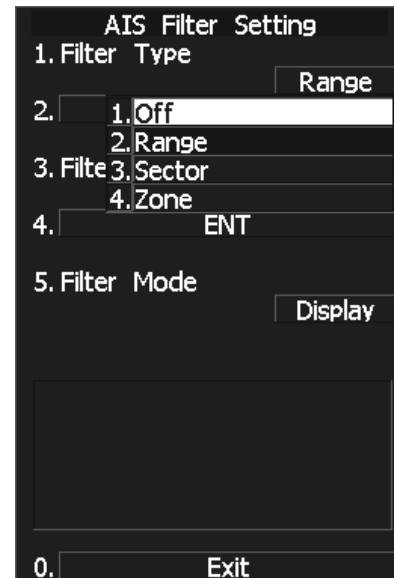 AIS Filter Setting
1. Filter Type
Range
2.
1. Off
2. Range
3. Filte
3. Sector
4. Zone
4. ENT
5. Filter Mode
Display
0. Exit